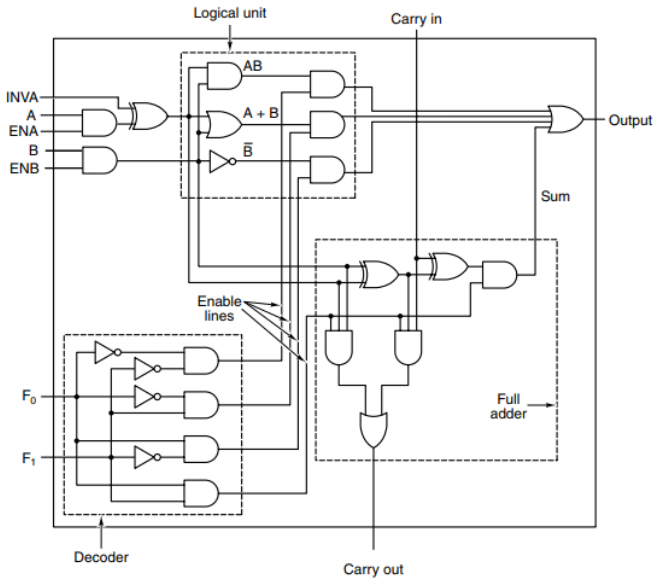 Logical unit
Carry in
INVA
A
ENA
B
ENB
AB
A + B
B̅
Output
Sum
Enable
lines
F₀
F₁
Full
adder
Decoder
Carry out